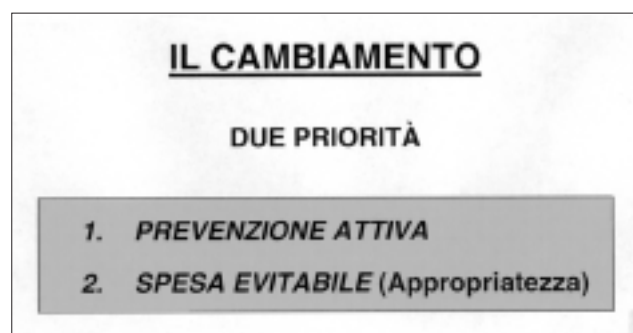 IL CAMBIAMENTO
DUE PRIORITÀ
1. PREVENZIONE ATTIVA
2. SPESA EVITABILE (Appropriatezza)